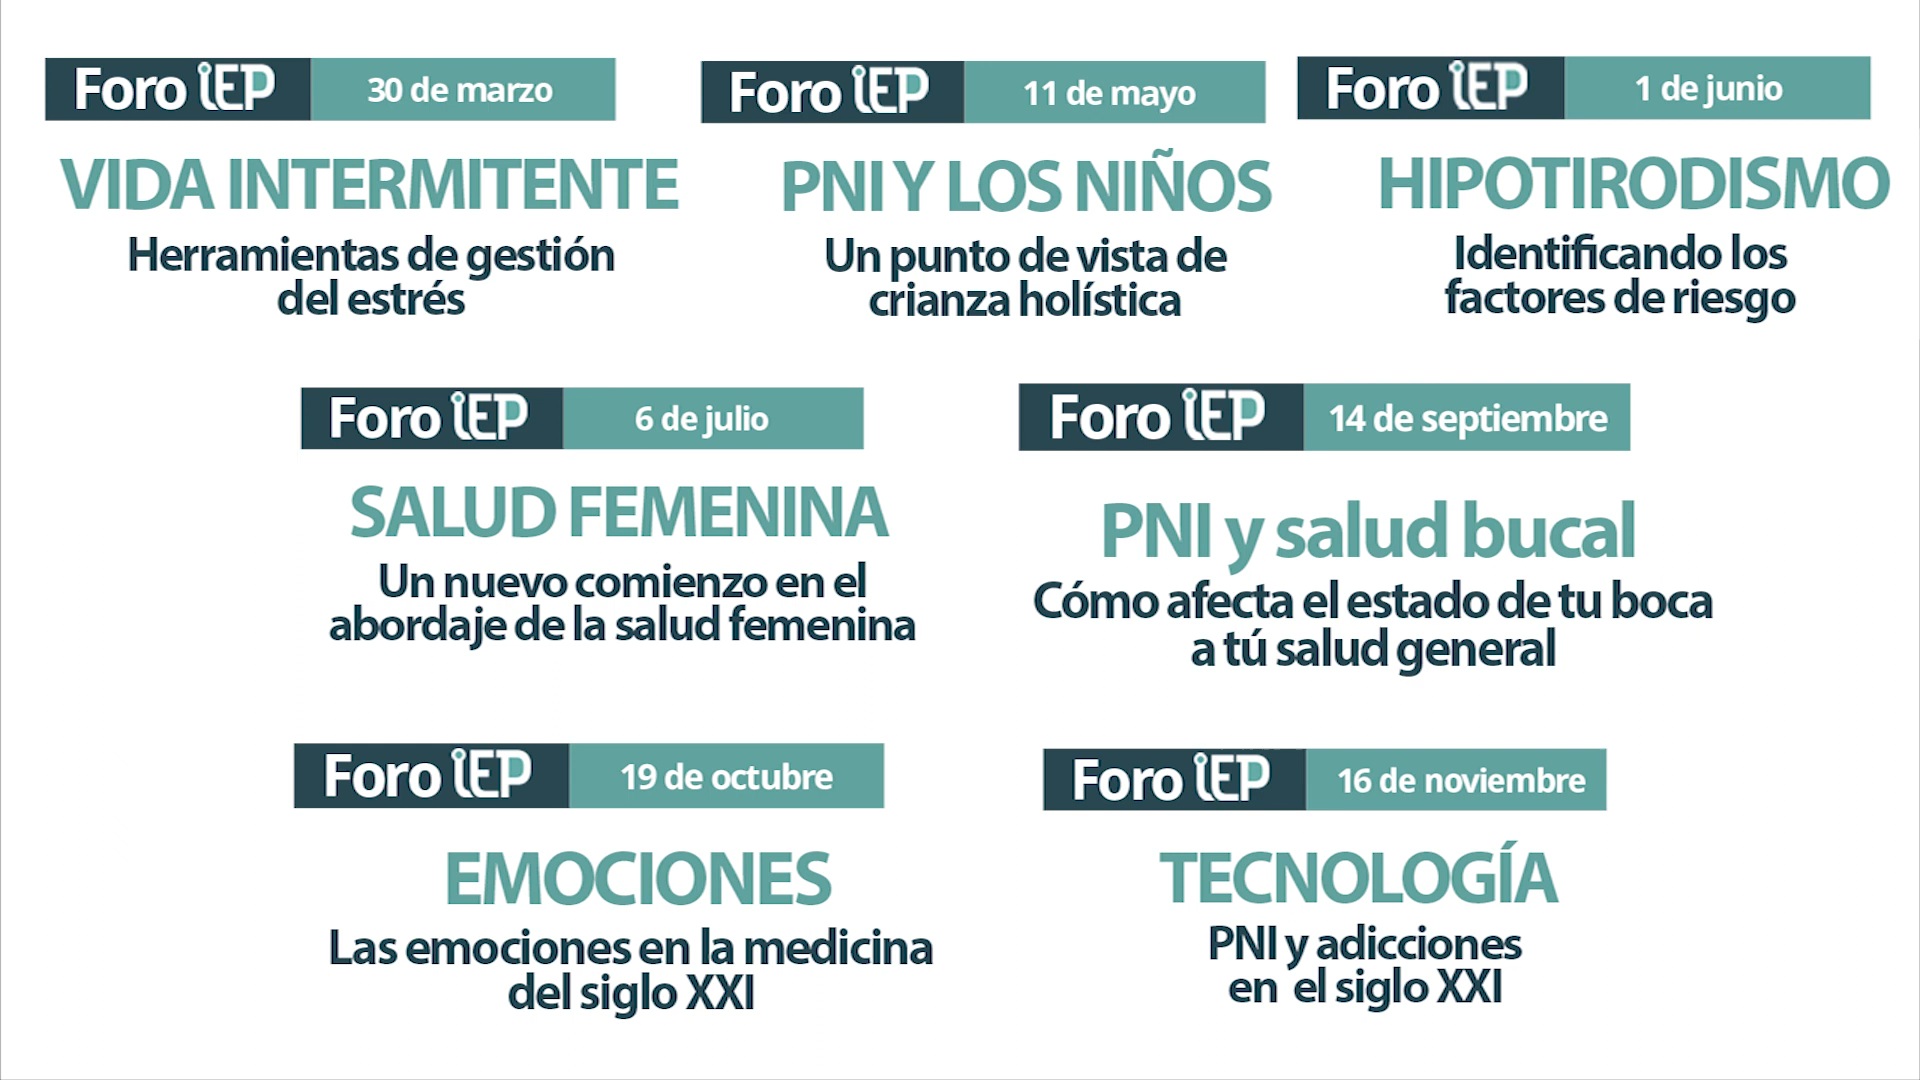 Foro iEP 30 de marzo
VIDA INTERMITENTE
Herramientas de gestión
del estrés
Foro iEP 11 de mayo
PNI Y LOS NIÑOS
Un punto de vista de
crianza holística
Foro iEP 1 de junio
HIPOTIRODISMO
Identificando los
factores de riesgo
Foro iEP 6 de julio
SALUD FEMENINA
Un nuevo comienzo en el
abordaje de la salud femenina
Foro iEP 14 de septiembre
PNI y salud bucal
Cómo afecta el estado de tu boca
a tú salud general
Foro iEP 19 de octubre
EMOCIONES
Las emociones en la medicina
del siglo XXI
Foro iEP 16 de noviembre
TECNOLOGÍA
PNI y adicciones
en el siglo XXI